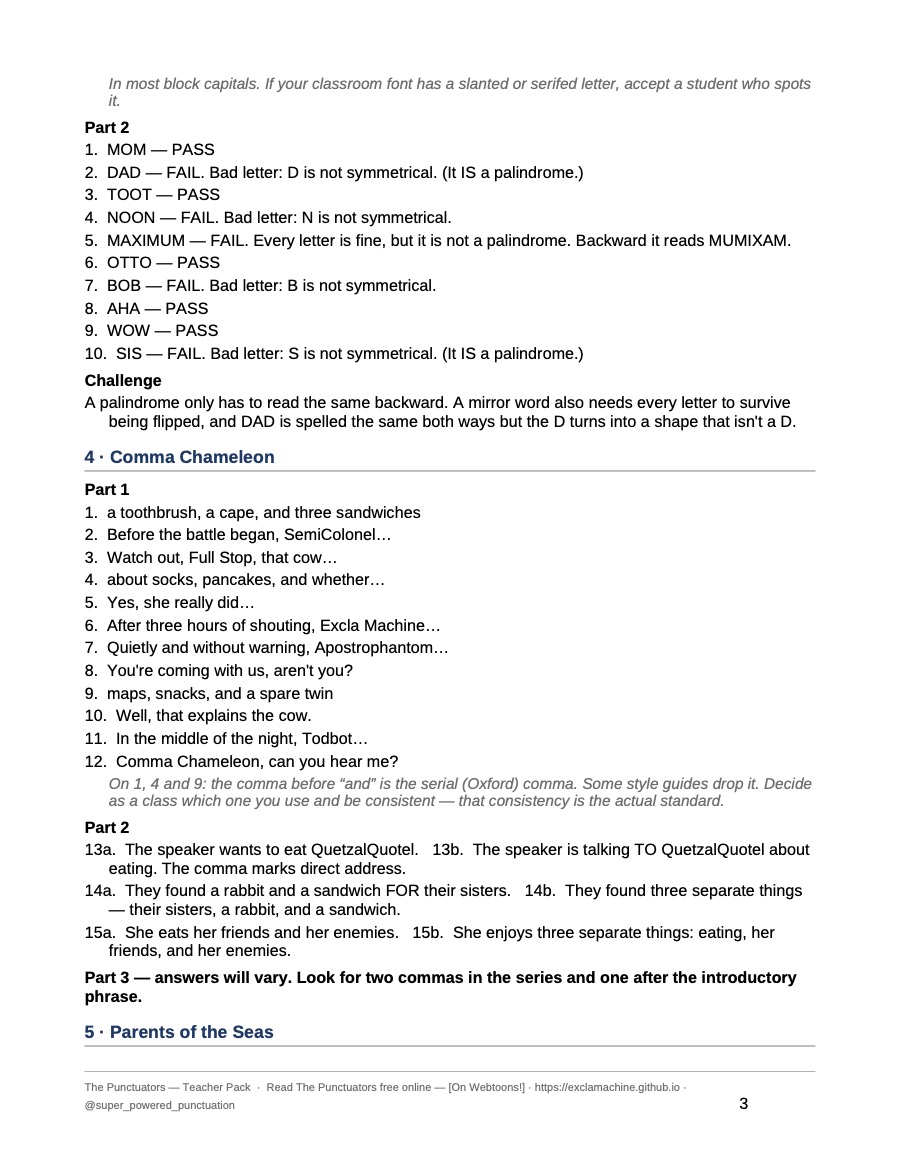 In most block capitals. If your classroom font has a slanted or serifed letter, accept a student who spots
it.
Part 2
1.  MOM — PASS
2.  DAD — FAIL. Bad letter: D is not symmetrical. (It IS a palindrome.)
3.  TOOT — PASS
4.  NOON — FAIL. Bad letter: N is not symmetrical.
5.  MAXIMUM — FAIL. Every letter is fine, but it is not a palindrome. Backward it reads MUMIXAM.
6.  OTTO — PASS
7.  BOB — FAIL. Bad letter: B is not symmetrical.
8.  AHA — PASS
9.  WOW — PASS
10.  SIS — FAIL. Bad letter: S is not symmetrical. (It IS a palindrome.)
Challenge
A palindrome only has to read the same backward. A mirror word also needs every letter to survive
being flipped, and DAD is spelled the same both ways but the D turns into a shape that isn't a D.
4 · Comma Chameleon
Part 1
1.  a toothbrush, a cape, and three sandwiches
2.  Before the battle began, SemiColonel…
3.  Watch out, Full Stop, that cow…
4.  about socks, pancakes, and whether…
5.  Yes, she really did…
6.  After three hours of shouting, Excla Machine…
7.  Quietly and without warning, Apostrophantom…
8.  You're coming with us, aren't you?
9.  maps, snacks, and a spare twin
10.  Well, that explains the cow.
11.  In the middle of the night, Todbot…
12.  Comma Chameleon, can you hear me?
On 1, 4 and 9: the comma before “and” is the serial (Oxford) comma. Some style guides drop it. Decide
as a class which one you use and be consistent — that consistency is the actual standard.
Part 2
13a.  The speaker wants to eat QuetzalQuotel.   13b.  The speaker is talking TO QuetzalQuotel about
eating. The comma marks direct address.
14a.  They found a rabbit and a sandwich FOR their sisters.   14b.  They found three separate things
— their sisters, a rabbit, and a sandwich.
15a.  She eats her friends and her enemies.   15b.  She enjoys three separate things: eating, her
friends, and her enemies.
Part 3 — answers will vary. Look for two commas in the series and one after the introductory
phrase.
5 · Parents of the Seas
The Punctuators — Teacher Pack  ·  Read The Punctuators free online — [On Webtoons!] · https://exclamachine.github.io ·
@super_powered_punctuation 3